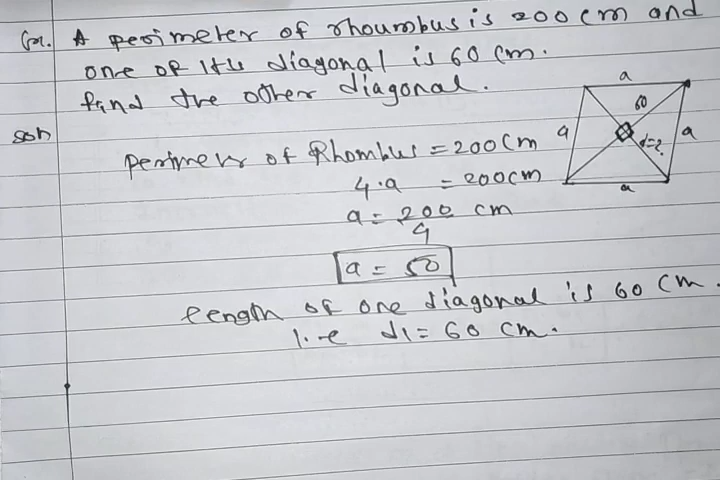 Q1. A perimeter of rhoumbus is 200 cm and
one of its diagonal is 60 cm.
find the other diagonal.
soln
perimeter of Rhombus = 200 cm
4·a = 200 cm
a = 200 cm
4
a = 50
length of one diagonal is 60 cm.
i.e d1 = 60 cm.
a
60
a
d=?
a
a